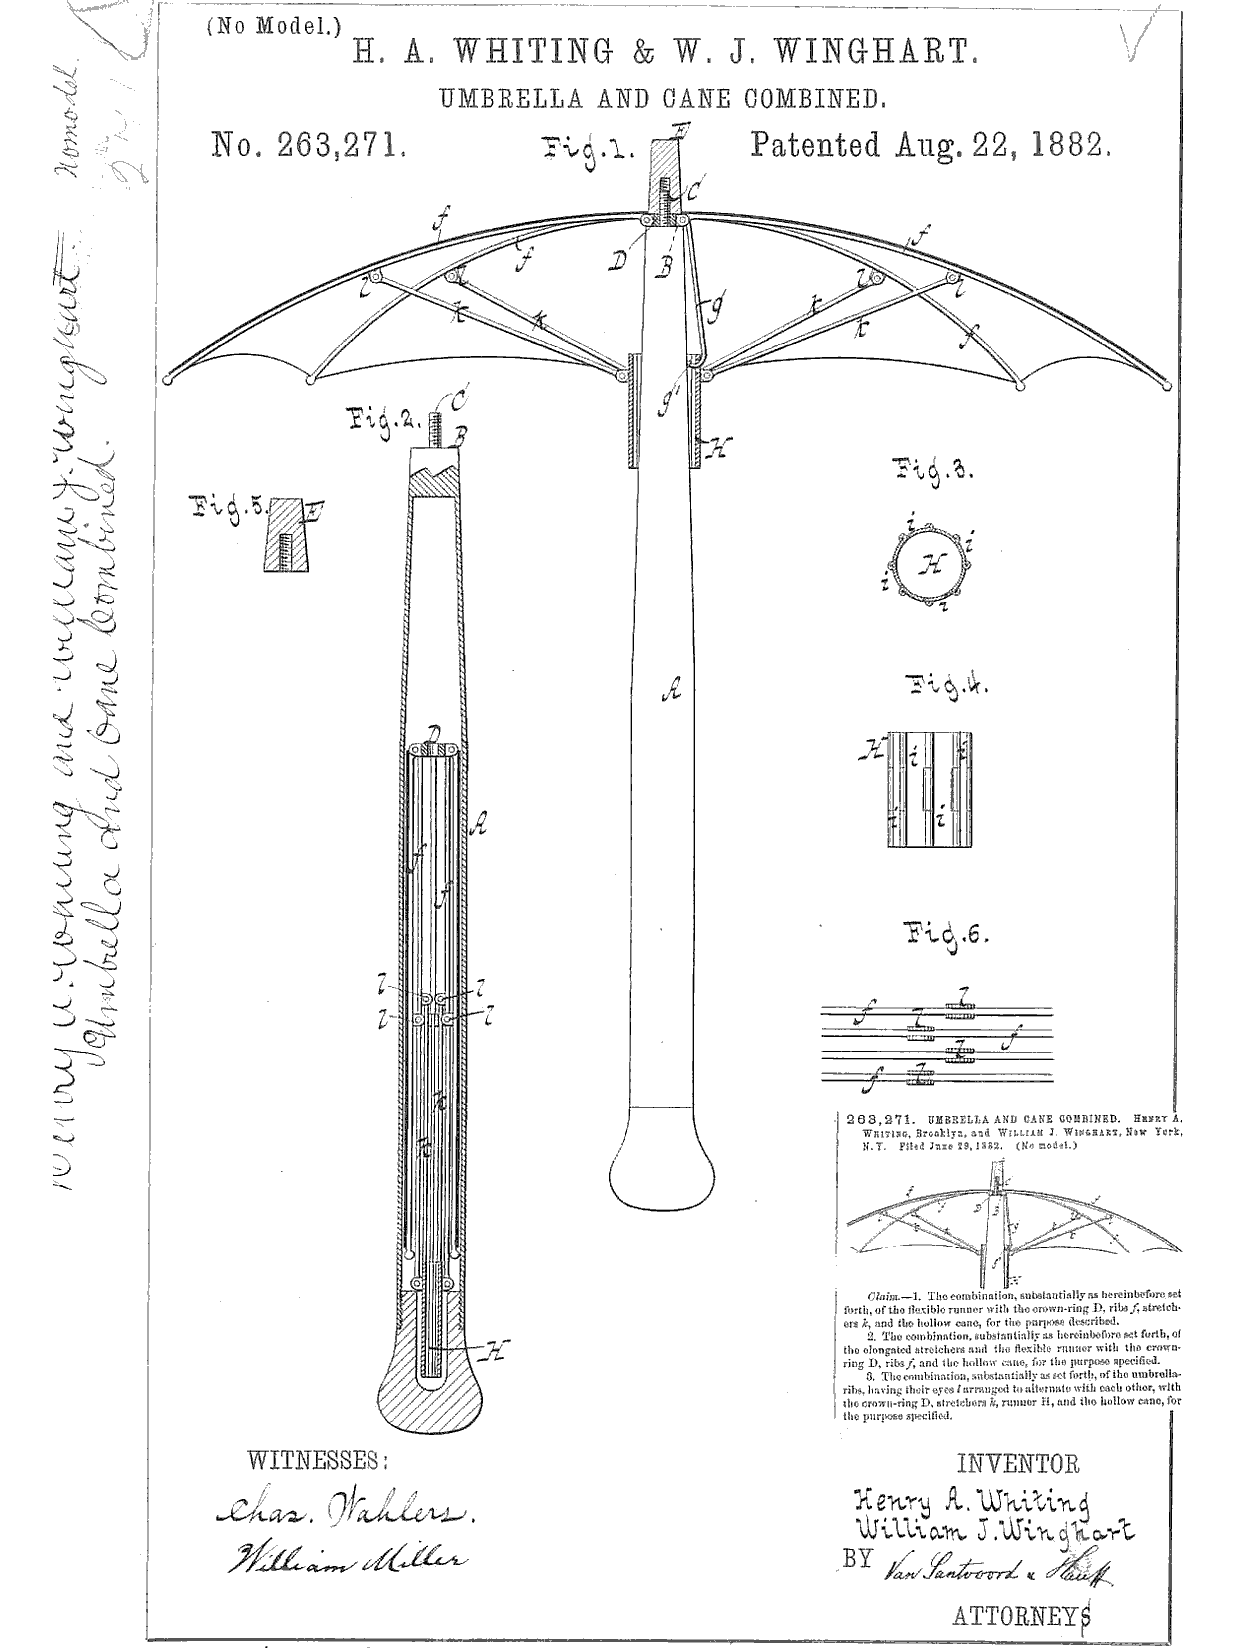 (No Model.)
H. A. WHITING & W. J. WINGHART.
UMBRELLA AND CANE COMBINED.
No. 263,271.
Patented Aug. 22, 1882.
Fig.1.
E
C
D
B
f
f
f
f
l
l
l
l
k
k
k
k
g
g'
H
A
Fig.2.
C
B
D
A
f
f
l
l
l
l
k
k
H
Fig.5.
E
Fig.3.
i
i
i
i
H
Fig.4.
H
i
i
i
i
Fig.6.
f
f
f
l
l
l
l
263,271. UMBRELLA AND CANE COMBINED. HENRY A.
WHITING, Brooklyn, and WILLIAM J. WINGHART, New York,
N.Y. Filed June 29, 1882. (No model.)
Claim.—1. The combination, substantially as hereinbefore set
forth, of the flexible runner with the crown-ring D, ribs f, stretch-
ers k, and the hollow cane, for the purpose described.
2. The combination, substantially as hereinbefore set forth, of
the elongated stretchers and the flexible runner with the crown-
ring D, ribs f, and the hollow cane, for the purpose specified.
3. The combination, substantially as set forth, of the umbrella-
ribs, having their eyes l arranged to alternate with each other, with
the crown-ring D, stretchers k, runner H, and the hollow cane, for
the purpose specified.
WITNESSES:
Chas. Wahlers.
William Miller
INVENTOR
Henry A. Whiting
William J. Winghart
BY Van Santvoord & Hauff
ATTORNEYS
Henry A. Whiting and William J. Winghart. Nomodel.
Umbrella and Cane Combined.